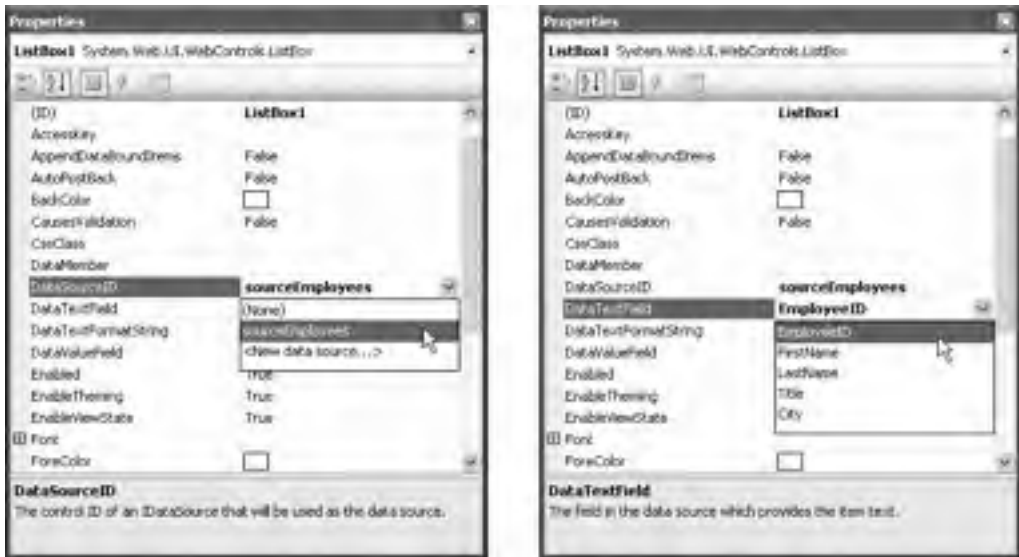 Properties
ListBox1 System.Web.UI.WebControls.ListBox
(ID) ListBox1
AccessKey
AppendDataBoundItems False
AutoPostBack False
BackColor
CausesValidation False
CssClass
DataMember
DataSourceID sourceEmployees
DataTextField (None)
DataTextFormatString sourceEmployees
DataValueField <New data source...>
Enabled True
EnableTheming True
EnableViewState True
Font
ForeColor
DataSourceID
The control ID of an IDataSource that will be used as the data source.
Properties
ListBox1 System.Web.UI.WebControls.ListBox
(ID) ListBox1
AccessKey
AppendDataBoundItems False
AutoPostBack False
BackColor
CausesValidation False
CssClass
DataMember
DataSourceID sourceEmployees
DataTextField EmployeeID
DataTextFormatString EmployeeID
DataValueField FirstName
Enabled LastName
EnableTheming Title
EnableViewState City
Font
ForeColor
DataTextField
The field in the data source which provides the item text.